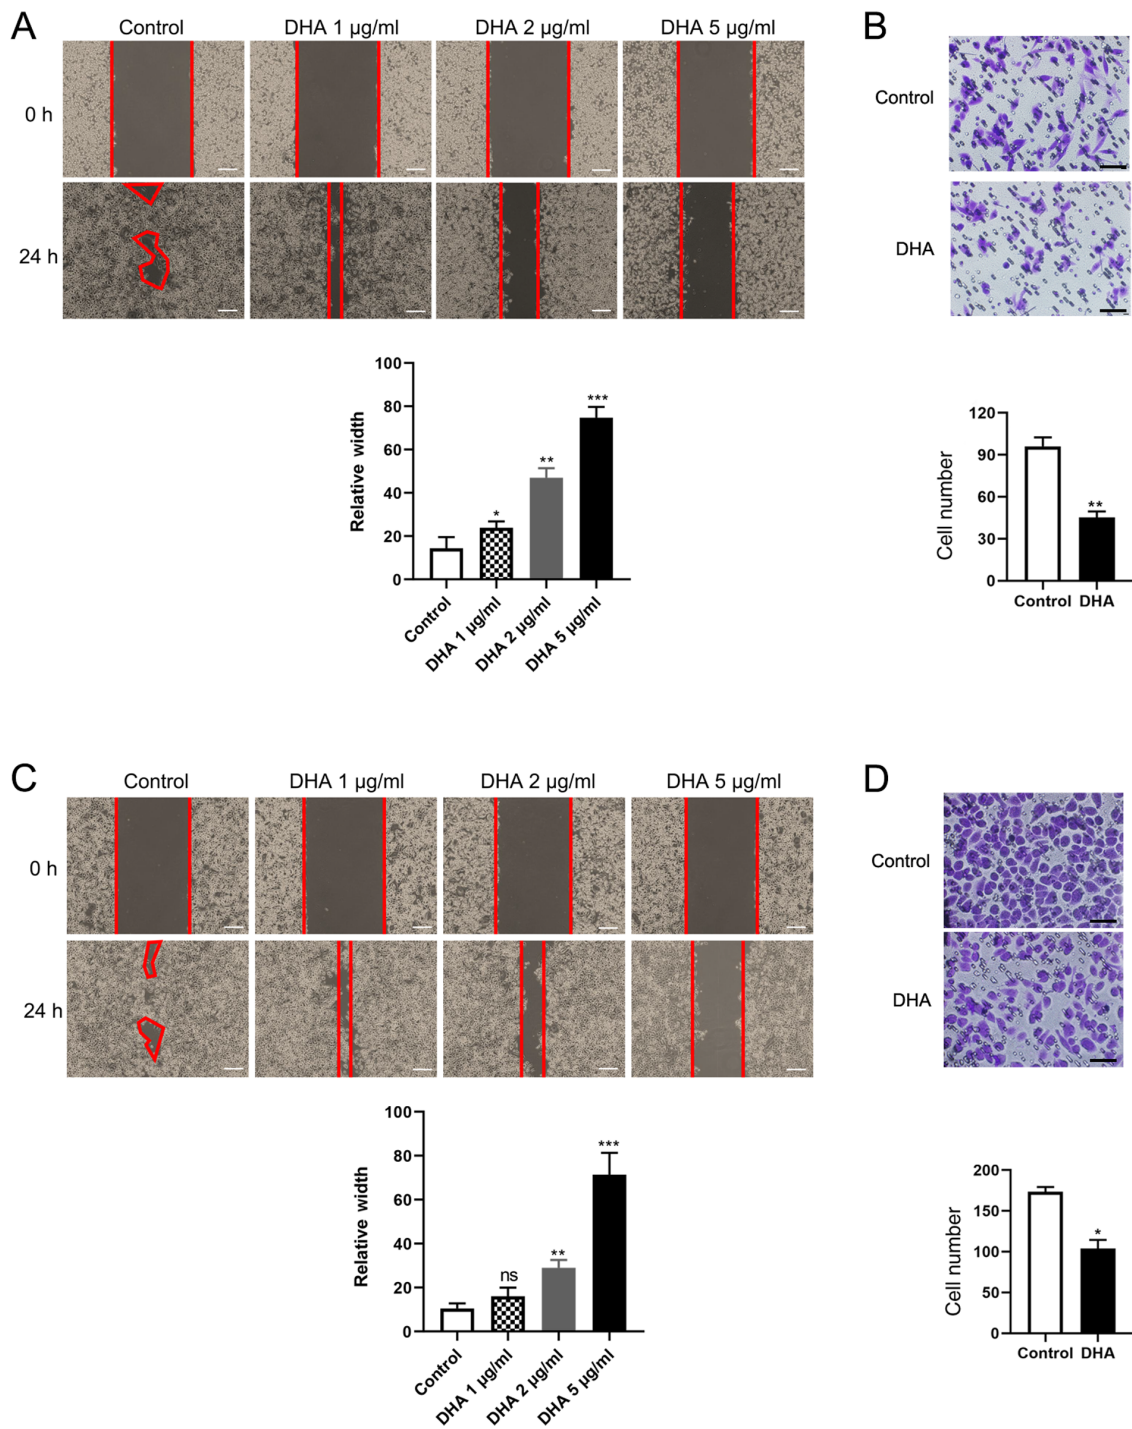 A
Control DHA 1 µg/ml DHA 2 µg/ml DHA 5 µg/ml
0 h
24 h
B
Control
DHA
100
80
60
40
20
0
Relative width
*
**
***
Control
DHA 1 µg/ml
DHA 2 µg/ml
DHA 5 µg/ml
120
90
60
30
0
Cell number
**
Control DHA
C
Control DHA 1 µg/ml DHA 2 µg/ml DHA 5 µg/ml
0 h
24 h
D
Control
DHA
100
80
60
40
20
0
Relative width
ns
**
***
Control
DHA 1 µg/ml
DHA 2 µg/ml
DHA 5 µg/ml
200
150
100
50
0
Cell number
*
Control DHA